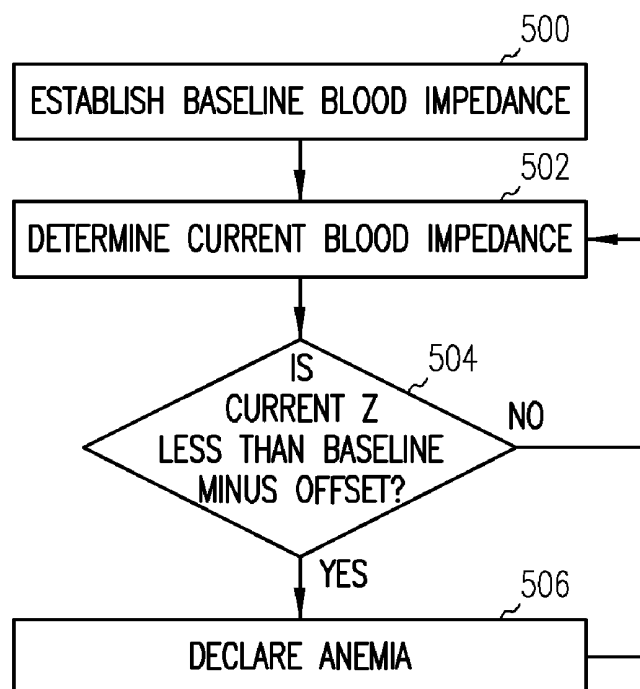 500
ESTABLISH BASELINE BLOOD IMPEDANCE
502
DETERMINE CURRENT BLOOD IMPEDANCE
504
IS
CURRENT Z
LESS THAN BASELINE
MINUS OFFSET?
NO
YES
506
DECLARE ANEMIA